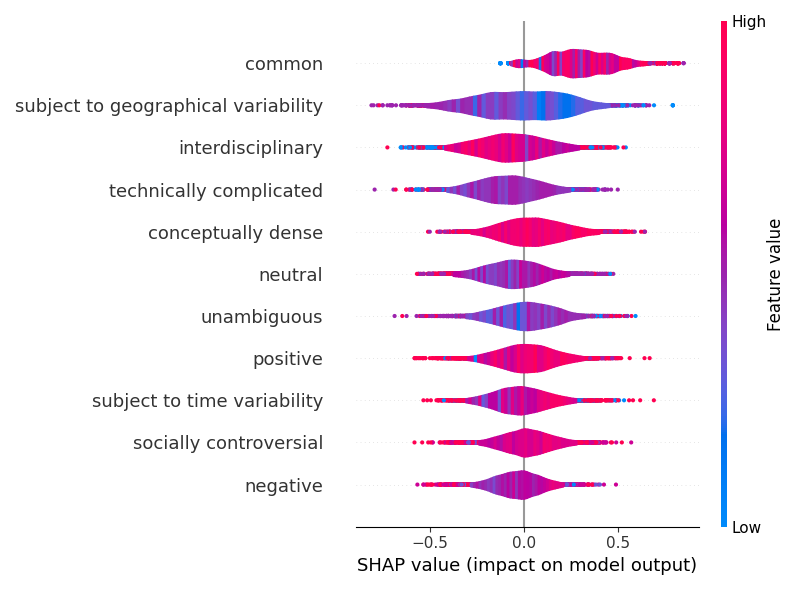 High
common
subject to geographical variability
interdisciplinary
technically complicated
conceptually dense
neutral
unambiguous
positive
subject to time variability
socially controversial
negative
Feature value
Low
−0.5 0.0 0.5
SHAP value (impact on model output)